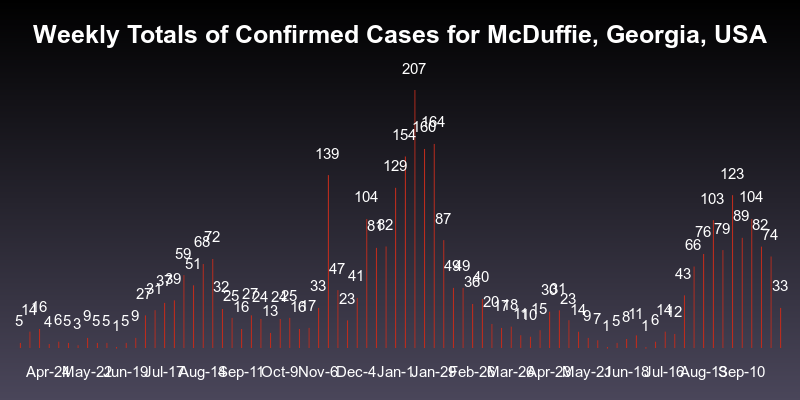 Weekly Totals of Confirmed Cases for McDuffie, Georgia, USA
5 14 16 4 6 5 3 9 5 5 1 5 9 27 31 37 39 59 51 68 72 32 25 16 27 24 13 24 25 16 17 33 139 47 23 41 104 81 82 129 154 207 160 164 87 49 49 36 40 20 17 18 11 10 15 30 31 23 14 9 7 1 5 8 11 1 6 14 12 43 66 76 103 79 123 89 104 82 74 33
Apr-24 May-22 Jun-19 Jul-17 Aug-14 Sep-11 Oct-9 Nov-6 Dec-4 Jan-1 Jan-29 Feb-26 Mar-26 Apr-23 May-21 Jun-18 Jul-16 Aug-13 Sep-10